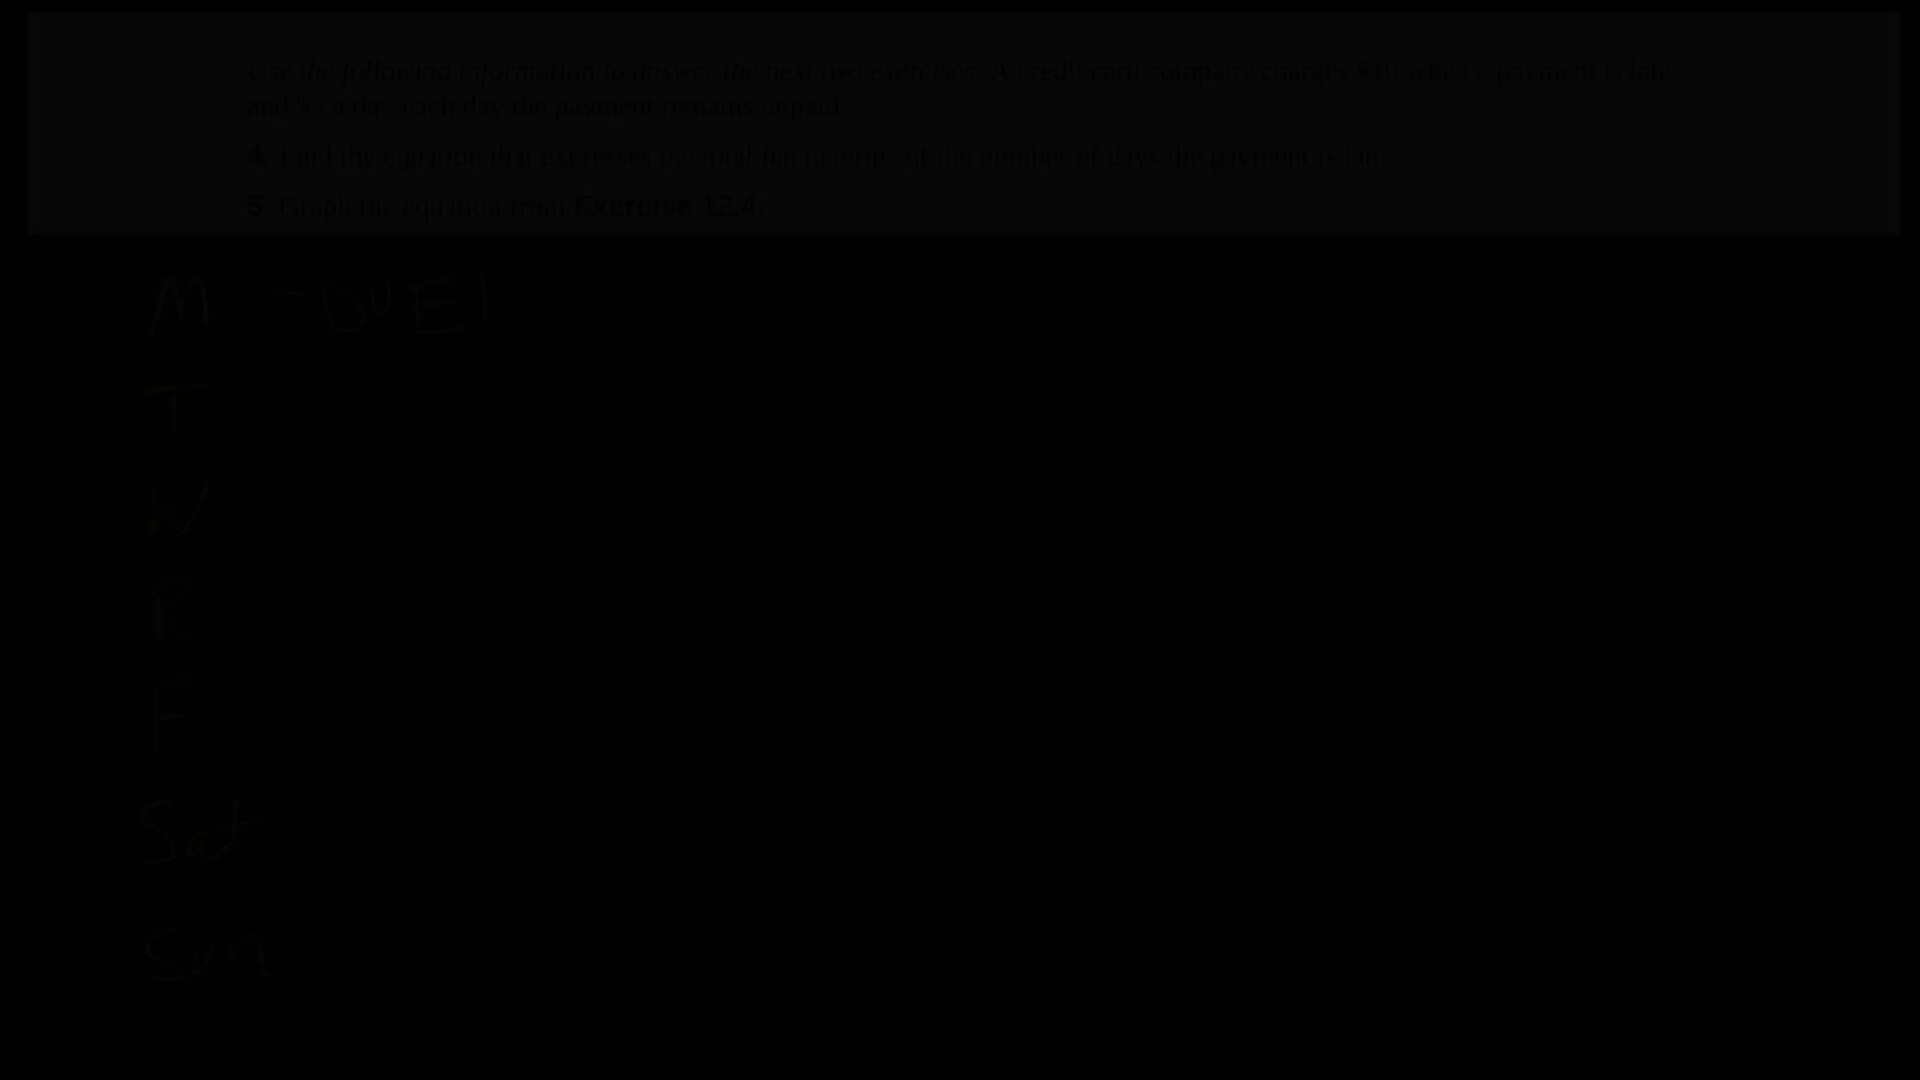 Use the following information to answer the next two exercises. A credit card company charges $10 when a payment is late,
and $5 a day each day the payment remains unpaid.
4. Find the equation that expresses the total fee in terms of the number of days the payment is late.
5. Graph the equation from Exercise 12.4.
M - DUE!
T
W
R
F
Sat
Sun